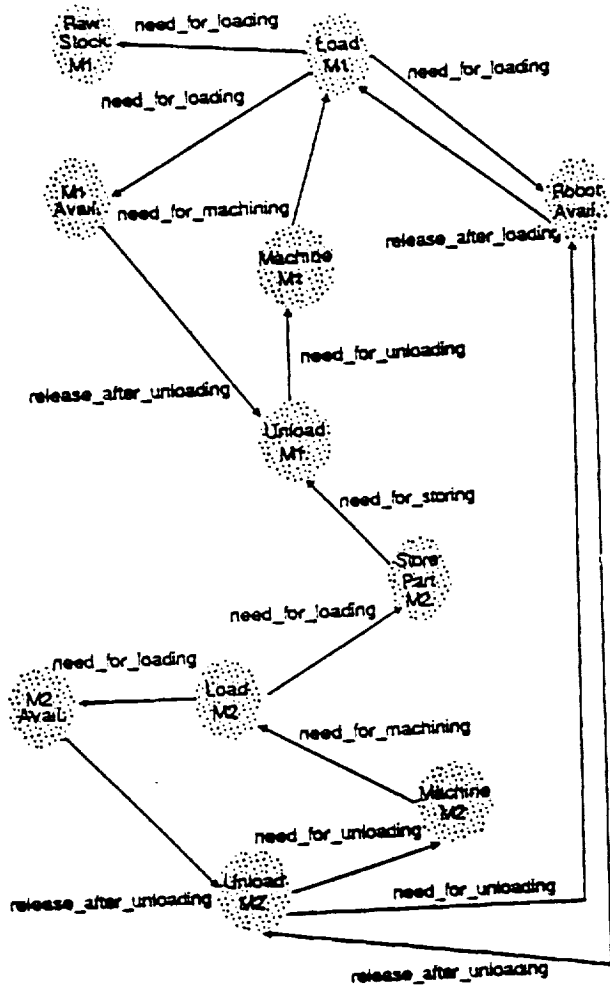 Raw
Stock
M1
need_for_loading
Load
M1
need_for_loading
need_for_loading
M1
Avail.
need_for_machining
Robot
Avail.
release_after_loading
Machine
need_for_unloading
release_after_unloading
Unload
M1
need_for_storing
Store
Part
M2
need_for_loading
need_for_loading
M2
Avail.
Load
M2
need_for_machining
Machine
M2
need_for_unloading
release_after_unloading
Unload
M2
need_for_unloading
release_after_unloading